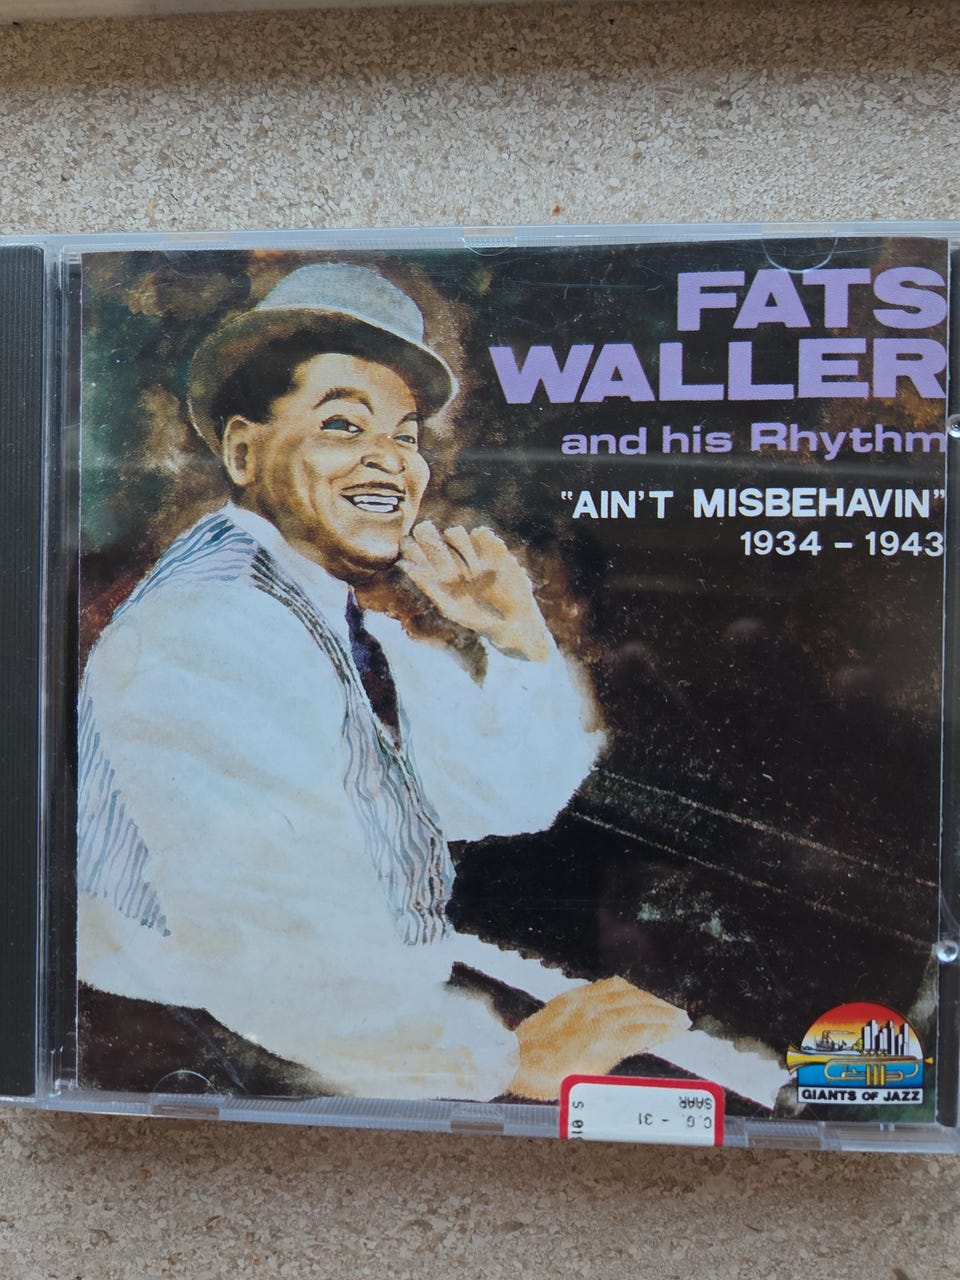 FATS
WALLER
and his Rhythm
"AIN'T MISBEHAVIN"
1934 - 1943
GIANTS OF JAZZ
C.G. - 31
SAAR